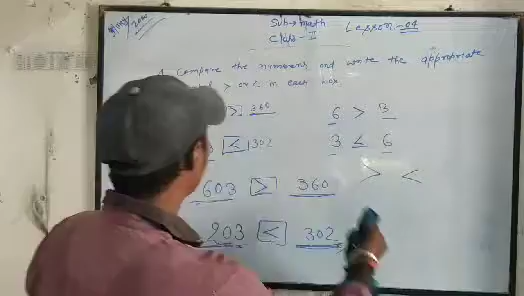 Sub → math Lesson - 04
Class - II
1. Compare the numbers and write the appropriate
> or < in each box.
> 360 6 > 3
< 302 3 < 6
603 > 360 > <
203 < 302